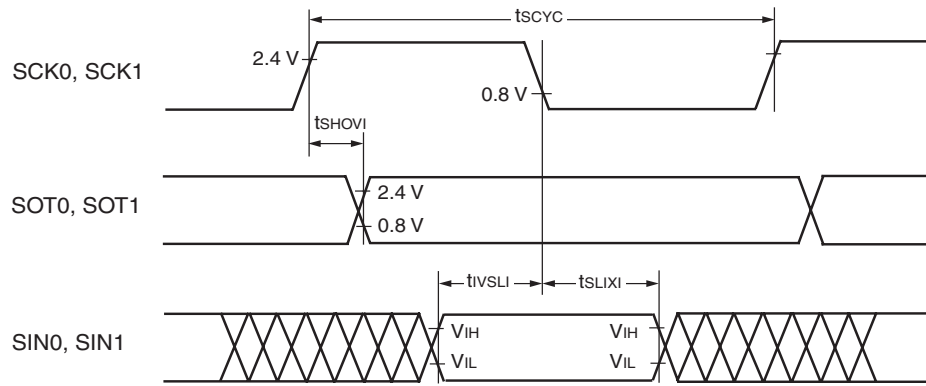 tSCYC
SCK0, SCK1
2.4 V
0.8 V
tSHOVI
SOT0, SOT1
2.4 V
0.8 V
tIVSLI
tSLIXI
SIN0, SIN1
VIH
VIH
VIL
VIL